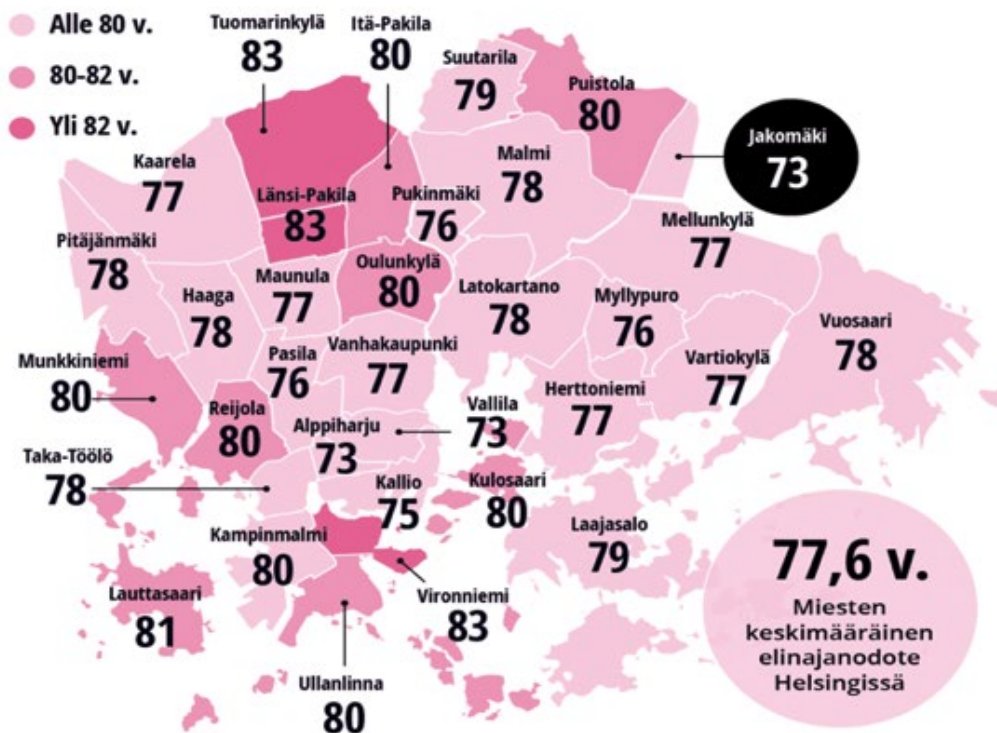 Alle 80 v.
80-82 v.
Yli 82 v.
Tuomarinkylä
83
Itä-Pakila
80
Suutarila
79
Puistola
80
Jakomäki
73
Kaarela
77
Länsi-Pakila
83
Pukinmäki
76
Malmi
78
Mellunkylä
77
Pitäjänmäki
78
Haaga
78
Maunula
77
Oulunkylä
80
Latokartano
78
Myllypuro
76
Vuosaari
78
Munkkiniemi
80
Pasila
76
Vanhakaupunki
77
Vartiokylä
77
Herttoniemi
77
Reijola
80
Alppiharju
73
Vallila
73
Taka-Töölö
78
Kallio
75
Kulosaari
80
Laajasalo
79
Kampinmalmi
80
Lauttasaari
81
Vironniemi
83
Ullanlinna
80
77,6 v.
Miesten
keskimääräinen
elinajanodote
Helsingissä